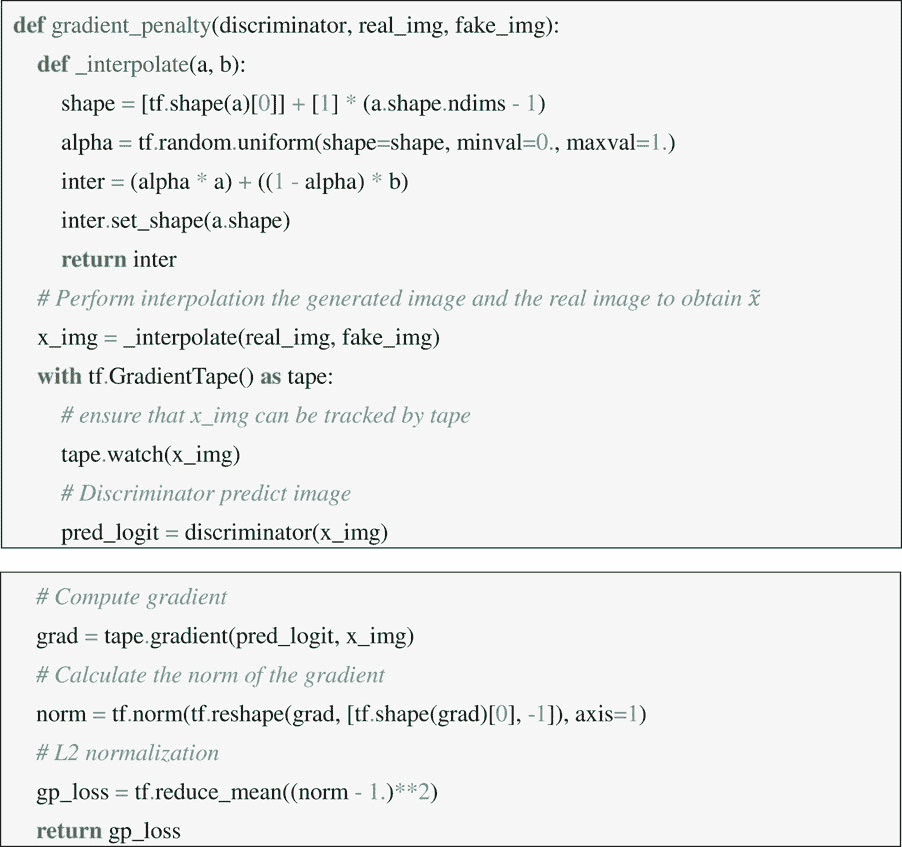 def gradient_penalty(discriminator, real_img, fake_img):
    def _interpolate(a, b):
        shape = [tf.shape(a)[0]] + [1] * (a.shape.ndims - 1)
        alpha = tf.random.uniform(shape=shape, minval=0., maxval=1.)
        inter = (alpha * a) + ((1 - alpha) * b)
        inter.set_shape(a.shape)
        return inter
    # Perform interpolation the generated image and the real image to obtain x̃
    x_img = _interpolate(real_img, fake_img)
    with tf.GradientTape() as tape:
        # ensure that x_img can be tracked by tape
        tape.watch(x_img)
        # Discriminator predict image
        pred_logit = discriminator(x_img)
    # Compute gradient
    grad = tape.gradient(pred_logit, x_img)
    # Calculate the norm of the gradient
    norm = tf.norm(tf.reshape(grad, [tf.shape(grad)[0], -1]), axis=1)
    # L2 normalization
    gp_loss = tf.reduce_mean((norm - 1.)**2)
    return gp_loss